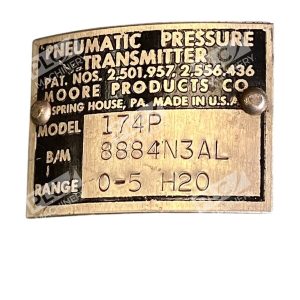 PNEUMATIC PRESSURE
TRANSMITTER
PAT. NOS. 2,501,957, 2,556,436
MOORE PRODUCTS CO
SPRING HOUSE, PA. MADE IN U.S.A.
MODEL 174P
B/M 8884N3AL
RANGE 0-5 H20